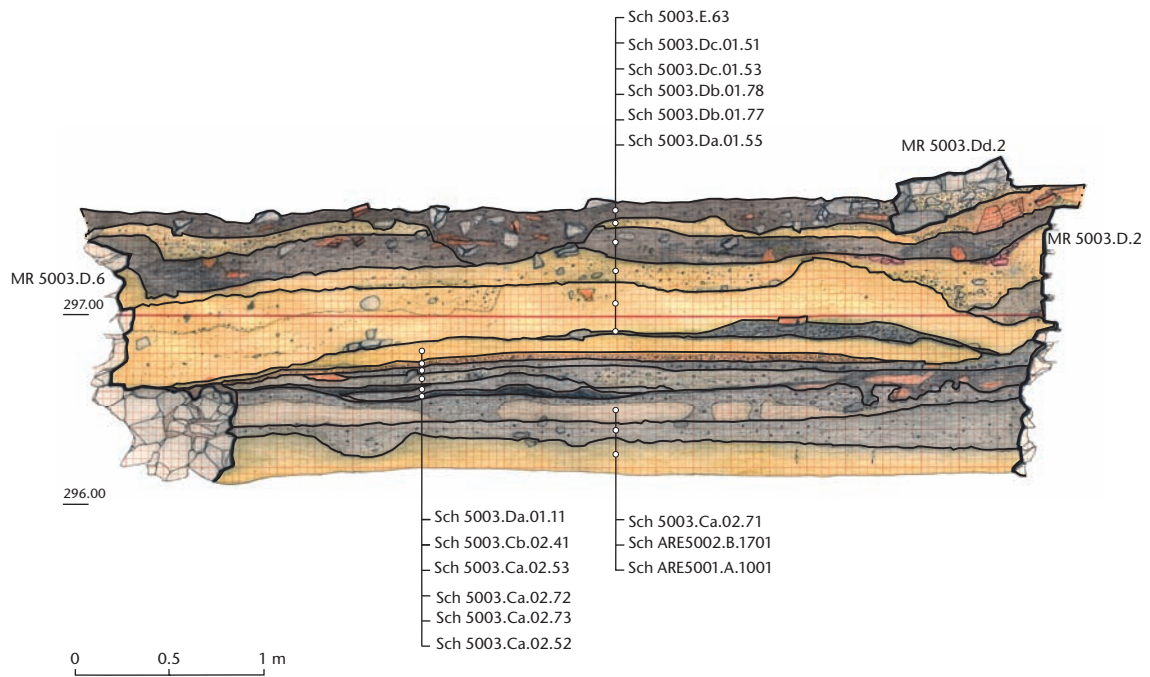 Sch 5003.E.63
Sch 5003.Dc.01.51
Sch 5003.Dc.01.53
Sch 5003.Db.01.78
Sch 5003.Db.01.77
Sch 5003.Da.01.55
MR 5003.Dd.2
MR 5003.D.2
MR 5003.D.6
297.00
296.00
Sch 5003.Da.01.11
Sch 5003.Cb.02.41
Sch 5003.Ca.02.53
Sch 5003.Ca.02.72
Sch 5003.Ca.02.73
Sch 5003.Ca.02.52
Sch 5003.Ca.02.71
Sch ARE5002.B.1701
Sch ARE5001.A.1001
0 0.5 1 m